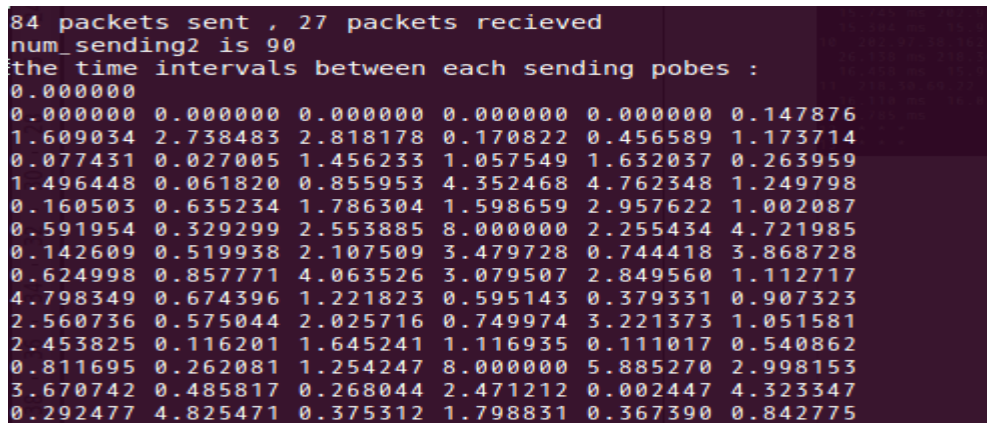 84 packets sent , 27 packets recieved
num_sending2 is 90
the time intervals between each sending pobes :
0.000000
0.000000 0.000000 0.000000 0.000000 0.000000 0.147876
1.609034 2.738483 2.818178 0.170822 0.456589 1.173714
0.077431 0.027005 1.456233 1.057549 1.632037 0.263959
1.496448 0.061820 0.855953 4.352468 4.762348 1.249798
0.160503 0.635234 1.786304 1.598659 2.957622 1.002087
0.591954 0.329299 2.553885 8.000000 2.255434 4.721985
0.142609 0.519938 2.107509 3.479728 0.744418 3.868728
0.624998 0.857771 4.063526 3.079507 2.849560 1.112717
4.798349 0.674396 1.221823 0.595143 0.379331 0.907323
2.560736 0.575044 2.025716 0.749974 3.221373 1.051581
2.453825 0.116201 1.645241 1.116935 0.111017 0.540862
0.811695 0.262081 1.254247 8.000000 5.885270 2.998153
3.670742 0.485817 0.268044 2.471212 0.002447 4.323347
0.292477 4.825471 0.375312 1.798831 0.367390 0.842775